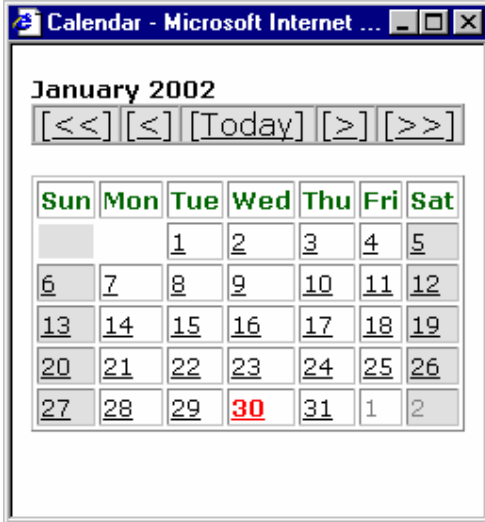 Calendar - Microsoft Internet ...
January 2002
[<<] [<] [Today] [>] [>>]
Sun Mon Tue Wed Thu Fri Sat
1 2 3 4 5
6 7 8 9 10 11 12
13 14 15 16 17 18 19
20 21 22 23 24 25 26
27 28 29 30 31 1 2